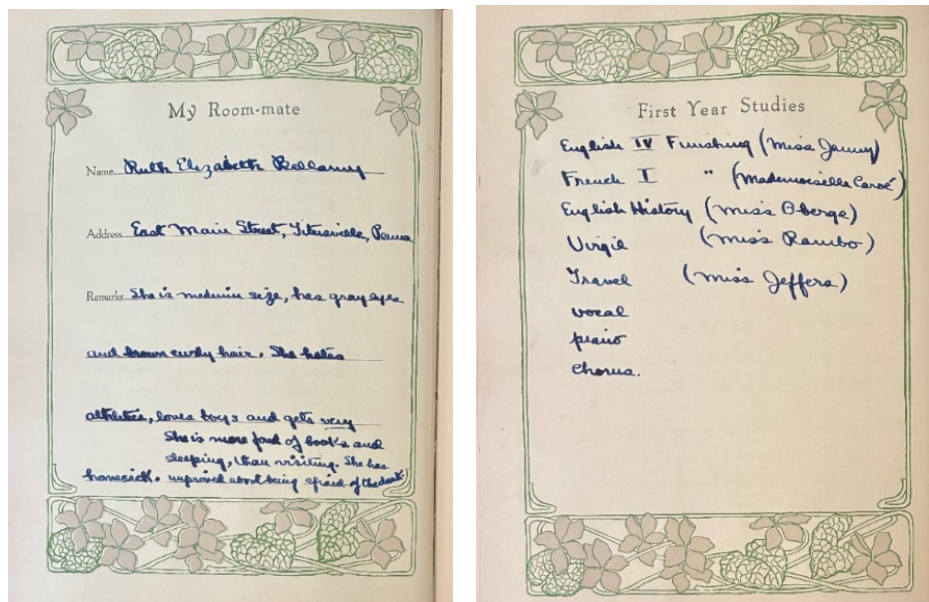 My Room-mate
Name Ruth Elizabeth Bellamy
Address East Main Street, Titusville, Penna
Remarks She is medium size, has gray eyes
and brown curly hair. She hates
athletics, loves boys and gets very
She is more fond of books and
sleeping, than visiting. She has
homesick. improved about being afraid of the dark.
First Year Studies
English IV Finishing (Miss Janny)
French I " (Mademoiselle Caroé)
English History (Miss Oberge)
Virgil (Miss Rambo)
Travel (Miss Jeffers)
vocal
piano
Chorus.